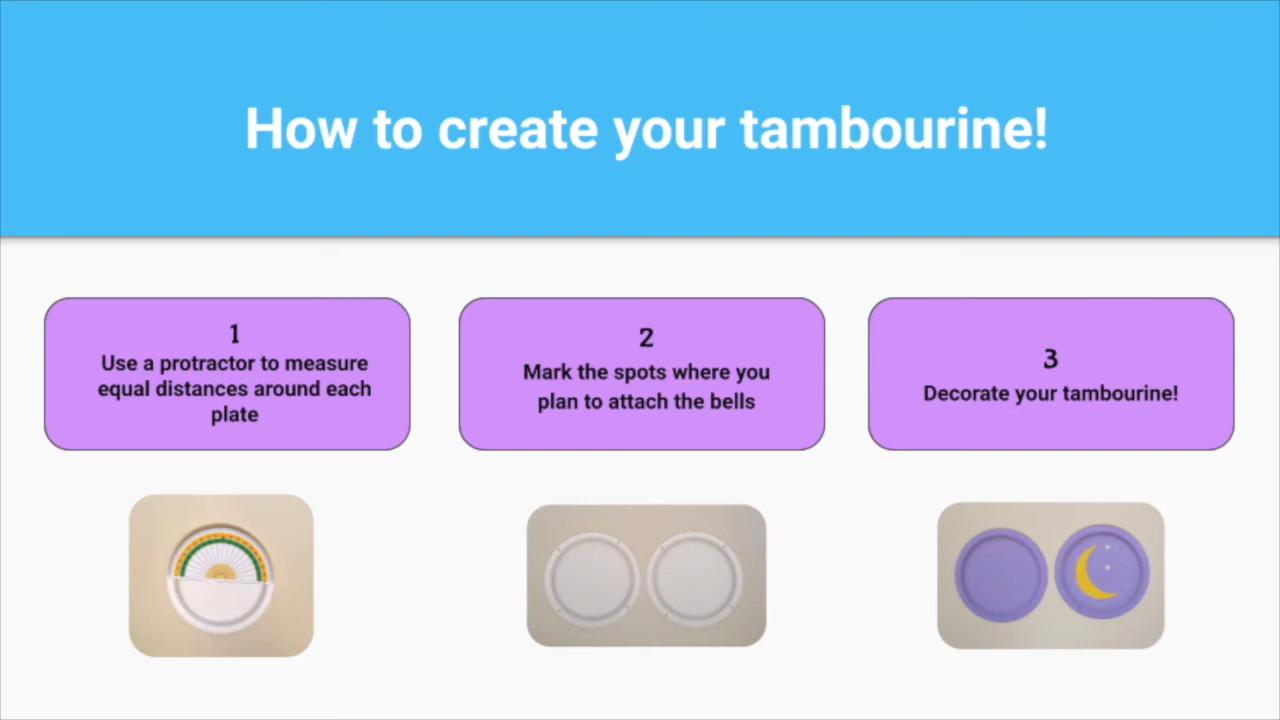 How to create your tambourine!
1
Use a protractor to measure
equal distances around each
plate
2
Mark the spots where you
plan to attach the bells
3
Decorate your tambourine!